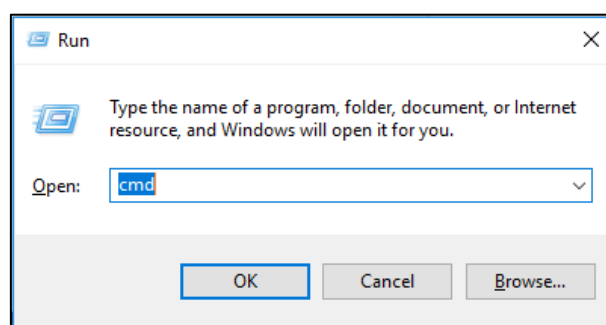 Run
Type the name of a program, folder, document, or Internet
resource, and Windows will open it for you.
Open: cmd
OK Cancel Browse...